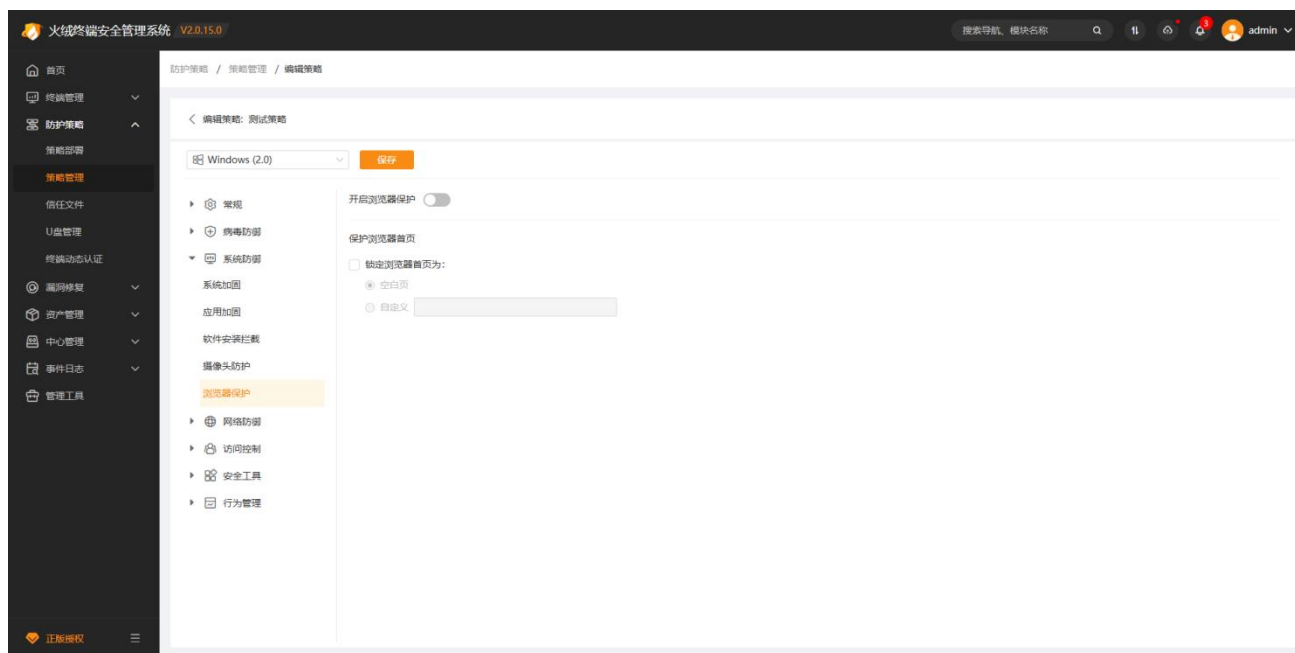 火绒终端安全管理系统 V2.0.15.0
搜索导航、模块名称
3
admin
首页
终端管理
防护策略
策略部署
策略管理
信任文件
U盘管理
终端动态认证
漏洞修复
资产管理
中心管理
事件日志
管理工具
正版授权
防护策略 / 策略管理 / 编辑策略
编辑策略: 测试策略
Windows (2.0)
保存
常规
病毒防御
系统防御
系统加固
应用加固
软件安装拦截
摄像头防护
浏览器保护
网络防御
访问控制
安全工具
行为管理
开启浏览器保护
保护浏览器首页
锁定浏览器首页为:
空白页
自定义